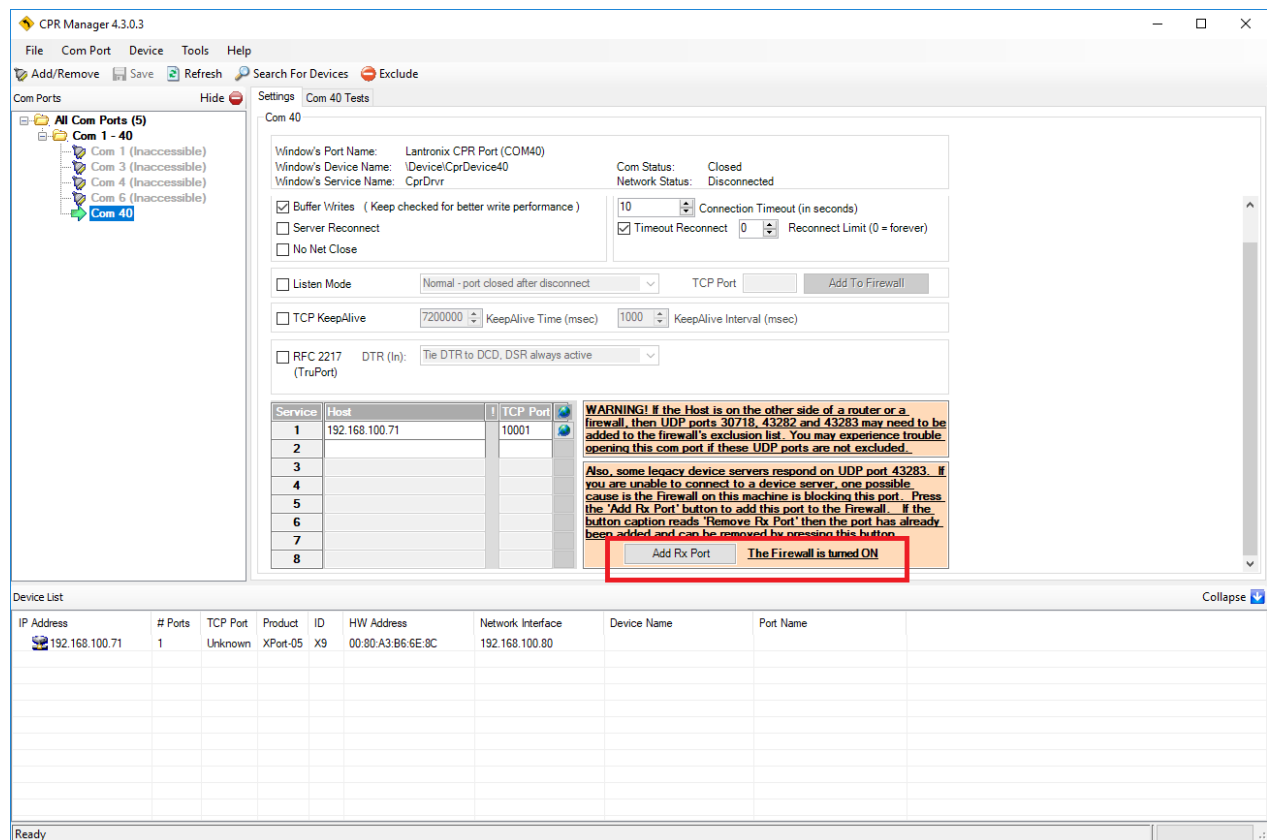 CPR Manager 4.3.0.3
File Com Port Device Tools Help
Add/Remove Save Refresh Search For Devices Exclude
Com Ports Hide
Settings Com 40 Tests
All Com Ports (5)
Com 1 - 40
Com 1 (Inaccessible)
Com 3 (Inaccessible)
Com 4 (Inaccessible)
Com 6 (Inaccessible)
Com 40
Com 40
Window's Port Name: Lantronix CPR Port (COM40)
Window's Device Name: \Device\CprDevice40 Com Status: Closed
Window's Service Name: CprDrvr Network Status: Disconnected
Buffer Writes ( Keep checked for better write performance )
Server Reconnect
No Net Close
10 Connection Timeout (in seconds)
Timeout Reconnect 0 Reconnect Limit (0 = forever)
Listen Mode Normal - port closed after disconnect TCP Port Add To Firewall
TCP KeepAlive 7200000 KeepAlive Time (msec) 1000 KeepAlive Interval (msec)
RFC 2217 DTR (In): Tie DTR to DCD, DSR always active
(TruPort)
Service Host ! TCP Port
1 192.168.100.71 10001
2
3
4
5
6
7
8
WARNING! If the Host is on the other side of a router or a
firewall, then UDP ports 30718, 43282 and 43283 may need to be
added to the firewall's exclusion list. You may experience trouble
opening this com port if these UDP ports are not excluded.
Also, some legacy device servers respond on UDP port 43283. If
you are unable to connect to a device server, one possible
cause is the Firewall on this machine is blocking this port. Press
the 'Add Rx Port' button to add this port to the Firewall. If the
button caption reads 'Remove Rx Port' then the port has already
been added and can be removed by pressing this button.
Add Rx Port The Firewall is turned ON
Device List Collapse
IP Address # Ports TCP Port Product ID HW Address Network Interface Device Name Port Name
192.168.100.71 1 Unknown XPort-05 X9 00:80:A3:B6:6E:8C 192.168.100.80
Ready